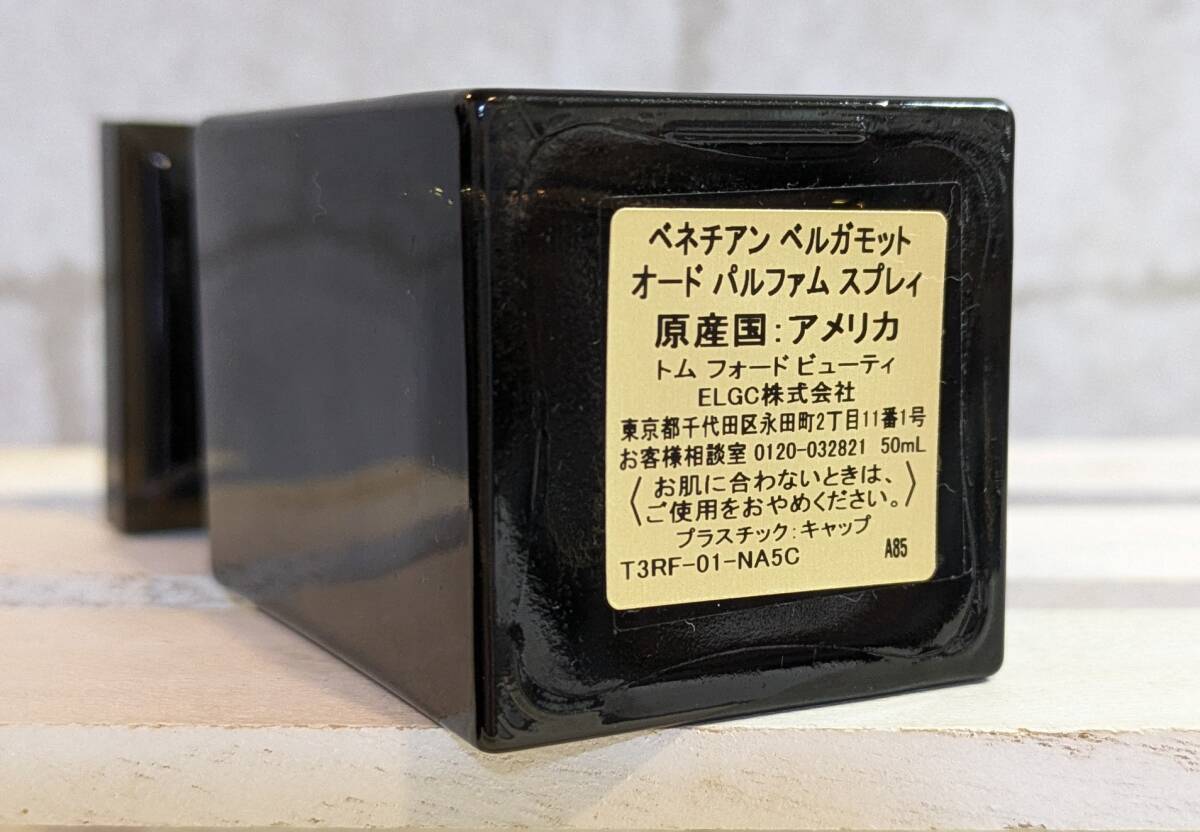 ベネチアン ベルガモット
オード パルファム スプレィ
原産国：アメリカ
トム フォード ビューティ
ELGC株式会社
東京都千代田区永田町2丁目11番1号
お客様相談室 0120-032821 50mL
〈お肌に合わないときは、
ご使用をおやめください。〉
プラスチック：キャップ
T3RF-01-NA5C A85